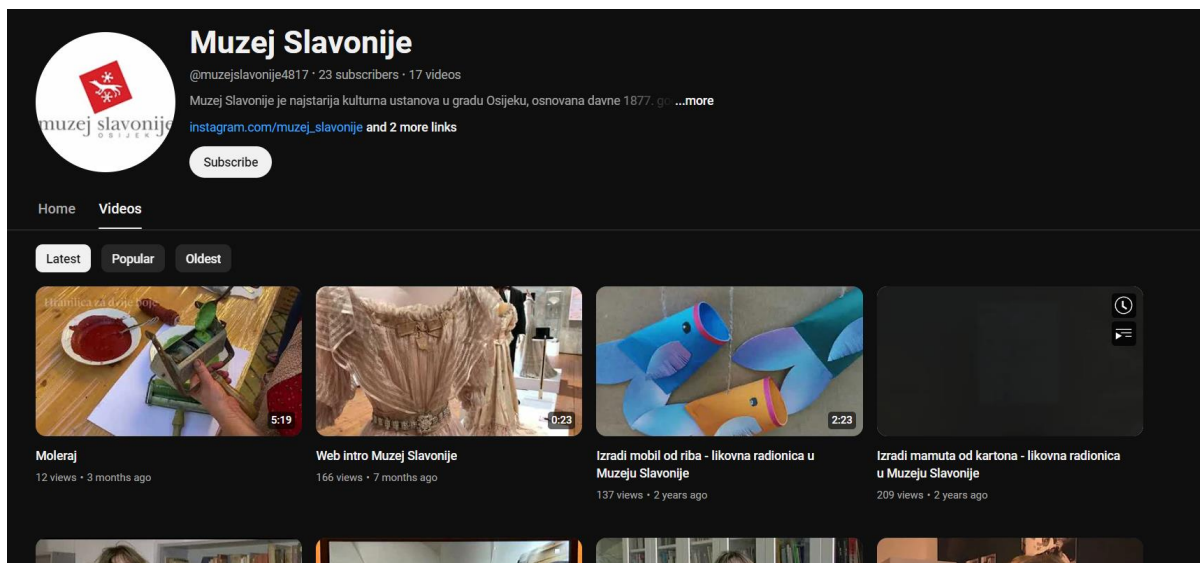 Muzej Slavonije
@muzejslavonije4817 · 23 subscribers · 17 videos
Muzej Slavonije je najstarija kulturna ustanova u gradu Osijeku, osnovana davne 1877. go ...more
muzej slavonije
OSIJEK
instagram.com/muzej_slavonije and 2 more links
Subscribe
Home Videos
Latest Popular Oldest
Hramlica za dvije boje
5:19
0:23
2:23
Moleraj
12 views • 3 months ago
Web intro Muzej Slavonije
166 views • 7 months ago
Izradi mobil od riba - likovna radionica u
Muzeju Slavonije
137 views • 2 years ago
Izradi mamuta od kartona - likovna radionica
u Muzeju Slavonije
209 views • 2 years ago